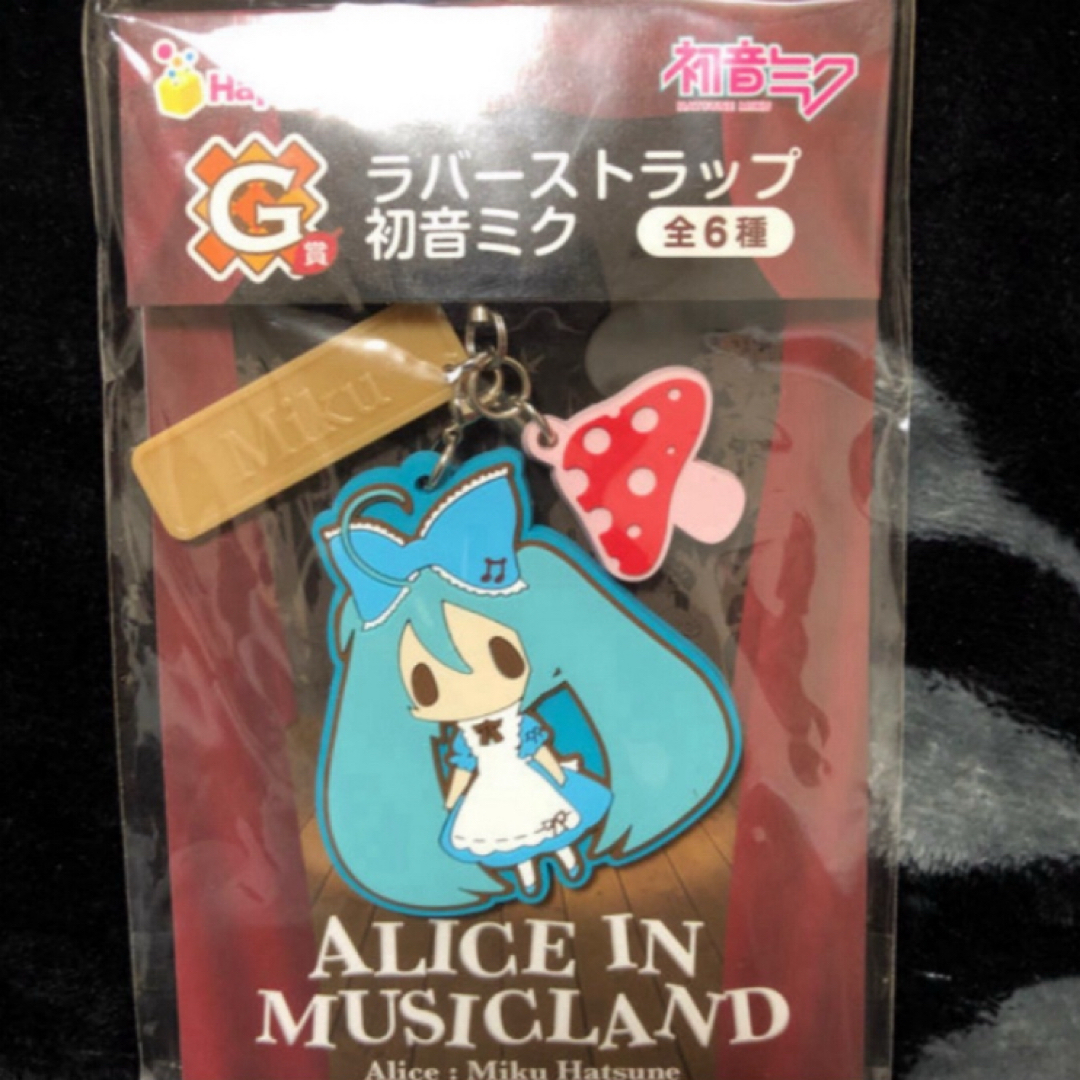 初音ミク
HATSUNE MIKU
G賞
ラバーストラップ
初音ミク
全6種
Miku
ALICE IN
MUSICLAND
Alice : Miku Hatsune